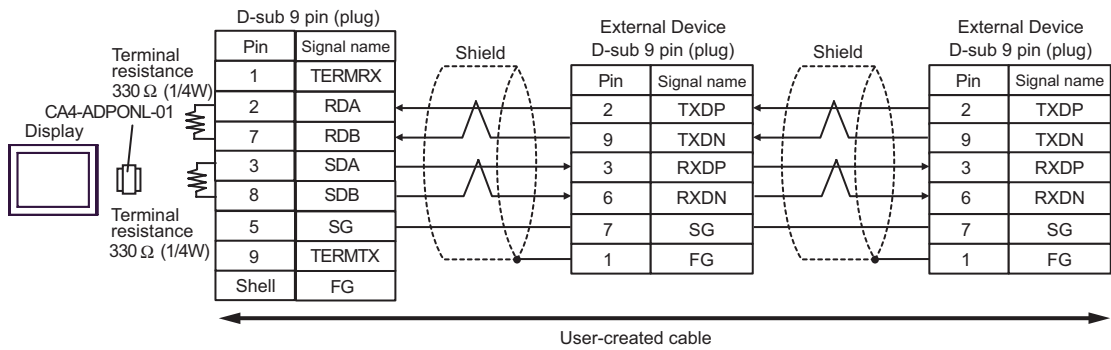 D-sub 9 pin (plug)
Pin Signal name
1 TERMRX
2 RDA
7 RDB
3 SDA
8 SDB
5 SG
9 TERMTX
Shell FG
Terminal
resistance
330 Ω (1/4W)
CA4-ADPONL-01
Display
Terminal
resistance
330 Ω (1/4W)
Shield
External Device
D-sub 9 pin (plug)
Pin Signal name
2 TXDP
9 TXDN
3 RXDP
6 RXDN
7 SG
1 FG
Shield
External Device
D-sub 9 pin (plug)
Pin Signal name
2 TXDP
9 TXDN
3 RXDP
6 RXDN
7 SG
1 FG
User-created cable